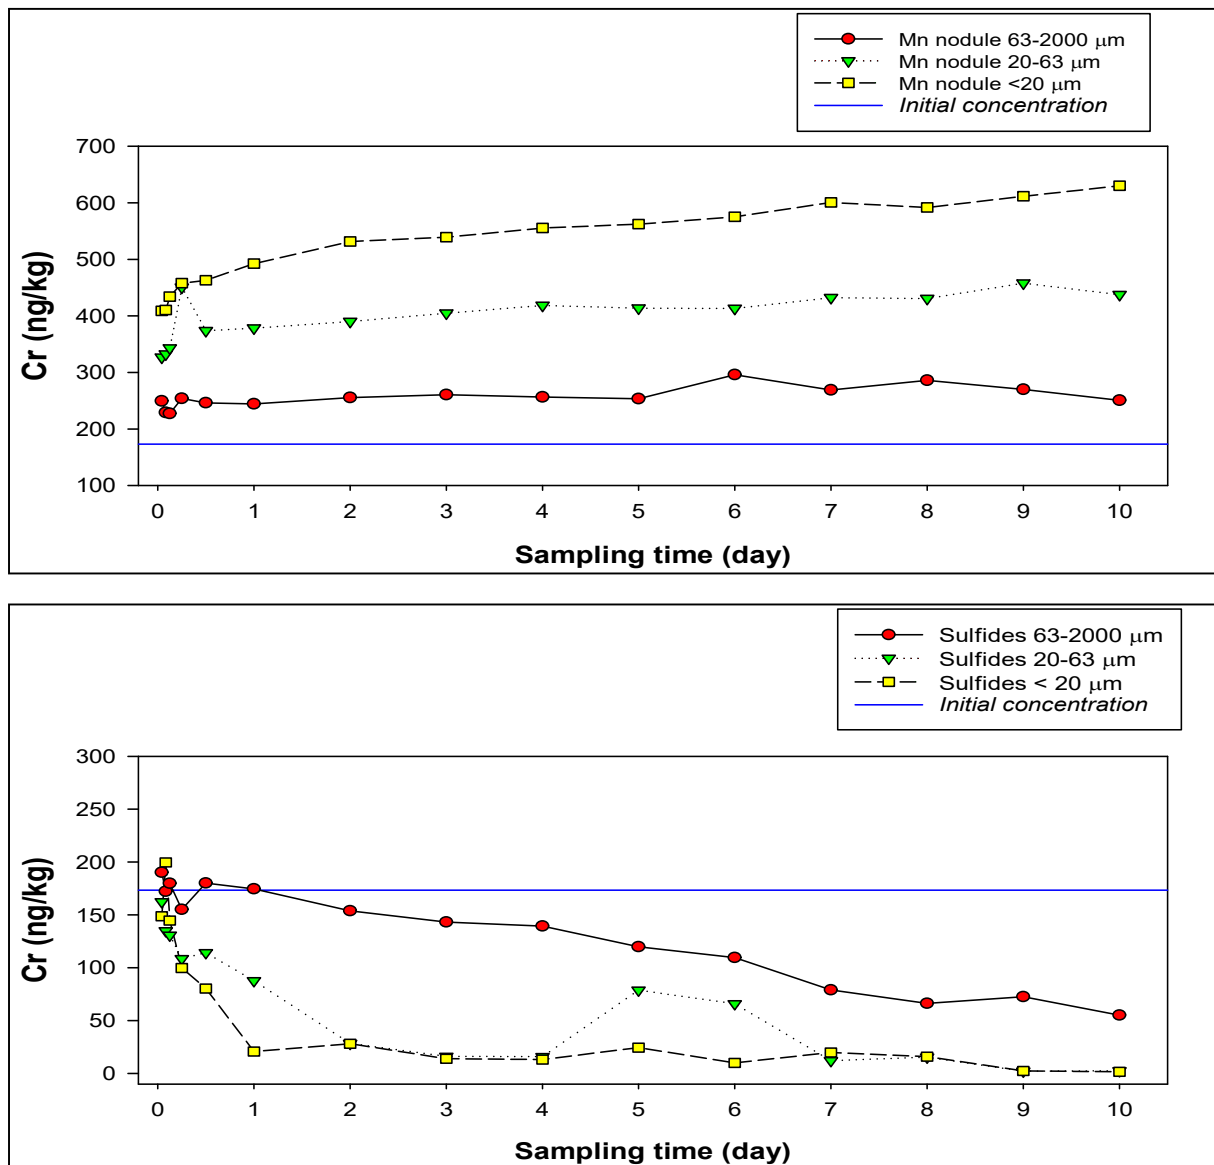 Mn nodule 63-2000 μm
Mn nodule 20-63 μm
Mn nodule <20 μm
Initial concentration
700
600
500
400
300
200
100
Cr (ng/kg)
0 1 2 3 4 5 6 7 8 9 10
Sampling time (day)
Sulfides 63-2000 μm
Sulfides 20-63 μm
Sulfides < 20 μm
Initial concentration
300
250
200
150
100
50
0
Cr (ng/kg)
0 1 2 3 4 5 6 7 8 9 10
Sampling time (day)